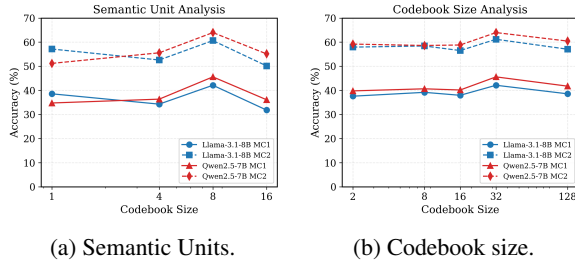 Semantic Unit Analysis
70
60
50
40
30
20
10
0
Accuracy (%)
Llama-3.1-8B MC1
Llama-3.1-8B MC2
Qwen2.5-7B MC1
Qwen2.5-7B MC2
1 4 8 16
Codebook Size
(a) Semantic Units.
Codebook Size Analysis
70
60
50
40
30
20
10
0
Accuracy (%)
Llama-3.1-8B MC1
Llama-3.1-8B MC2
Qwen2.5-7B MC1
Qwen2.5-7B MC2
2 8 16 32 128
Codebook Size
(b) Codebook size.